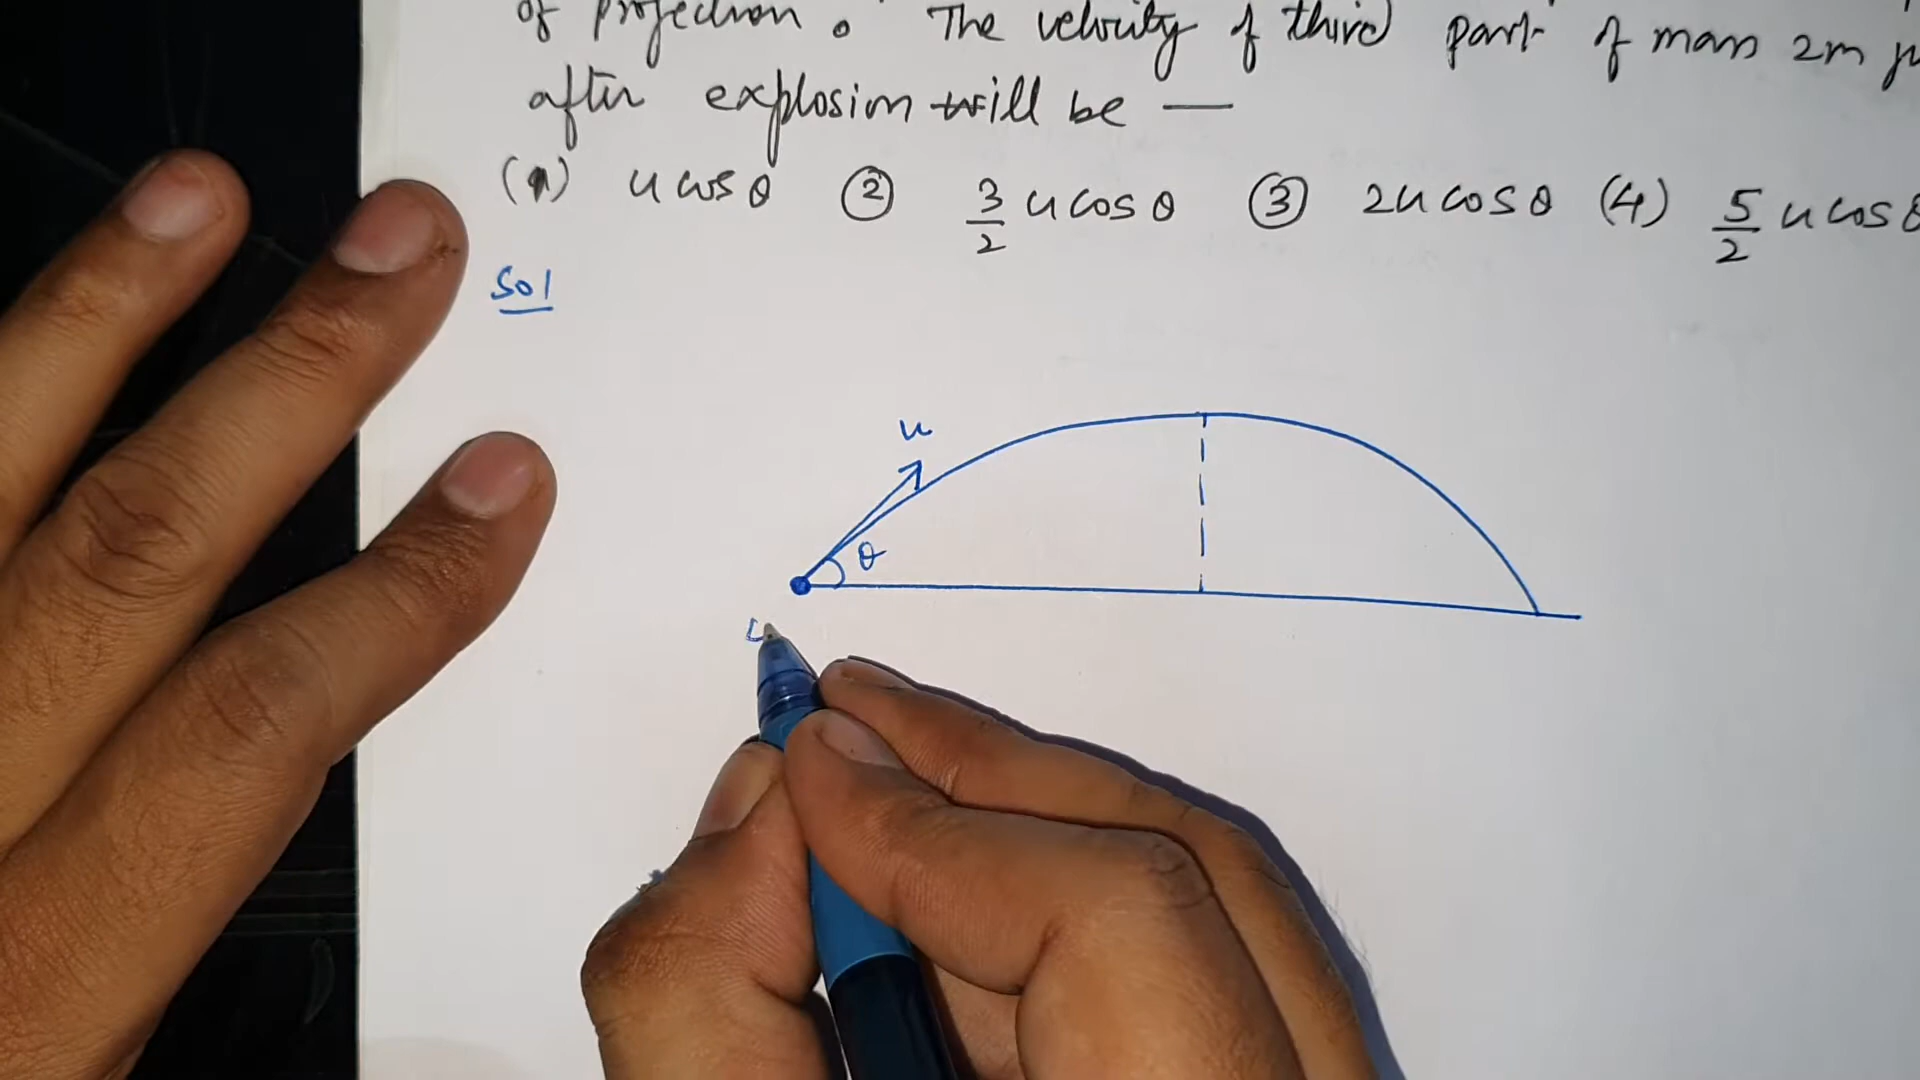 of projection. The velocity of third part of mass 2m
after explosion will be —
(1) u cos θ ② 3/2 u cos θ ③ 2u cos θ (4) 5/2 u cos θ
Sol
u
θ